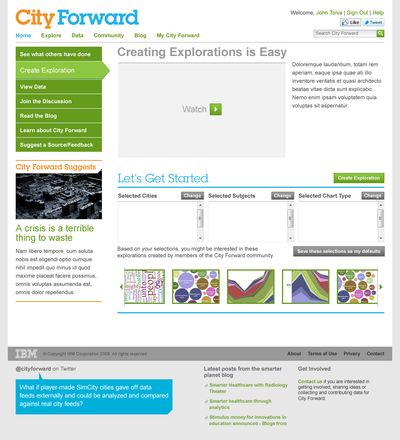 City Forward
Welcome, John Tolva | Sign Out | Help
Like Tweet
Home Explore Data Community Blog My City Forward
Search City Forward
See what others have done
Create Exploration
View Data
Join the Discussion
Read the Blog
Learn about City Forward
Suggest a Source/Feedback
City Forward Suggests
A crisis is a terrible
thing to waste
Nam libero tempore, cum soluta
nobis est eligendi optio cumque
nihil impedit quo minus id quod
maxime placeat facere possimus,
omnis voluptas assumenda est,
omnis dolor repellendus.
Creating Explorations is Easy
Watch
Doloremque laudantium, totam rem
aperiam, eaque ipsa quae ab illo
inventore veritatis et quasi architecto
beatae vitae dicta sunt explicabo.
Nemo enim ipsam voluptatem quia
voluptas sit aspernatur.
Let's Get Started
Create Exploration
Selected Cities Change
Selected Subjects Change
Selected Chart Type Change
Based on your selections, you might be interested in these
explorations created by members of the City Forward community
Save these selections as my defaults
people
IBM © Copyright IBM Corporation 2009. All rights reserved.
About Terms of Use Privacy Contact
@cityforward on Twitter
What if player-made SimCity cities gave off data
feeds externally and could be analyzed and compared
against real city feeds?
Latest posts from the smarter
planet blog
Smarter Healthcare with Radiology
Theater
Smarter healthcare through
analytics
Stimulus money for innovations in
education announced - Blogs from
Get Involved
Contact us if you are interested in
getting involved, sharing ideas or
collecting and contributing data for
City Forward.